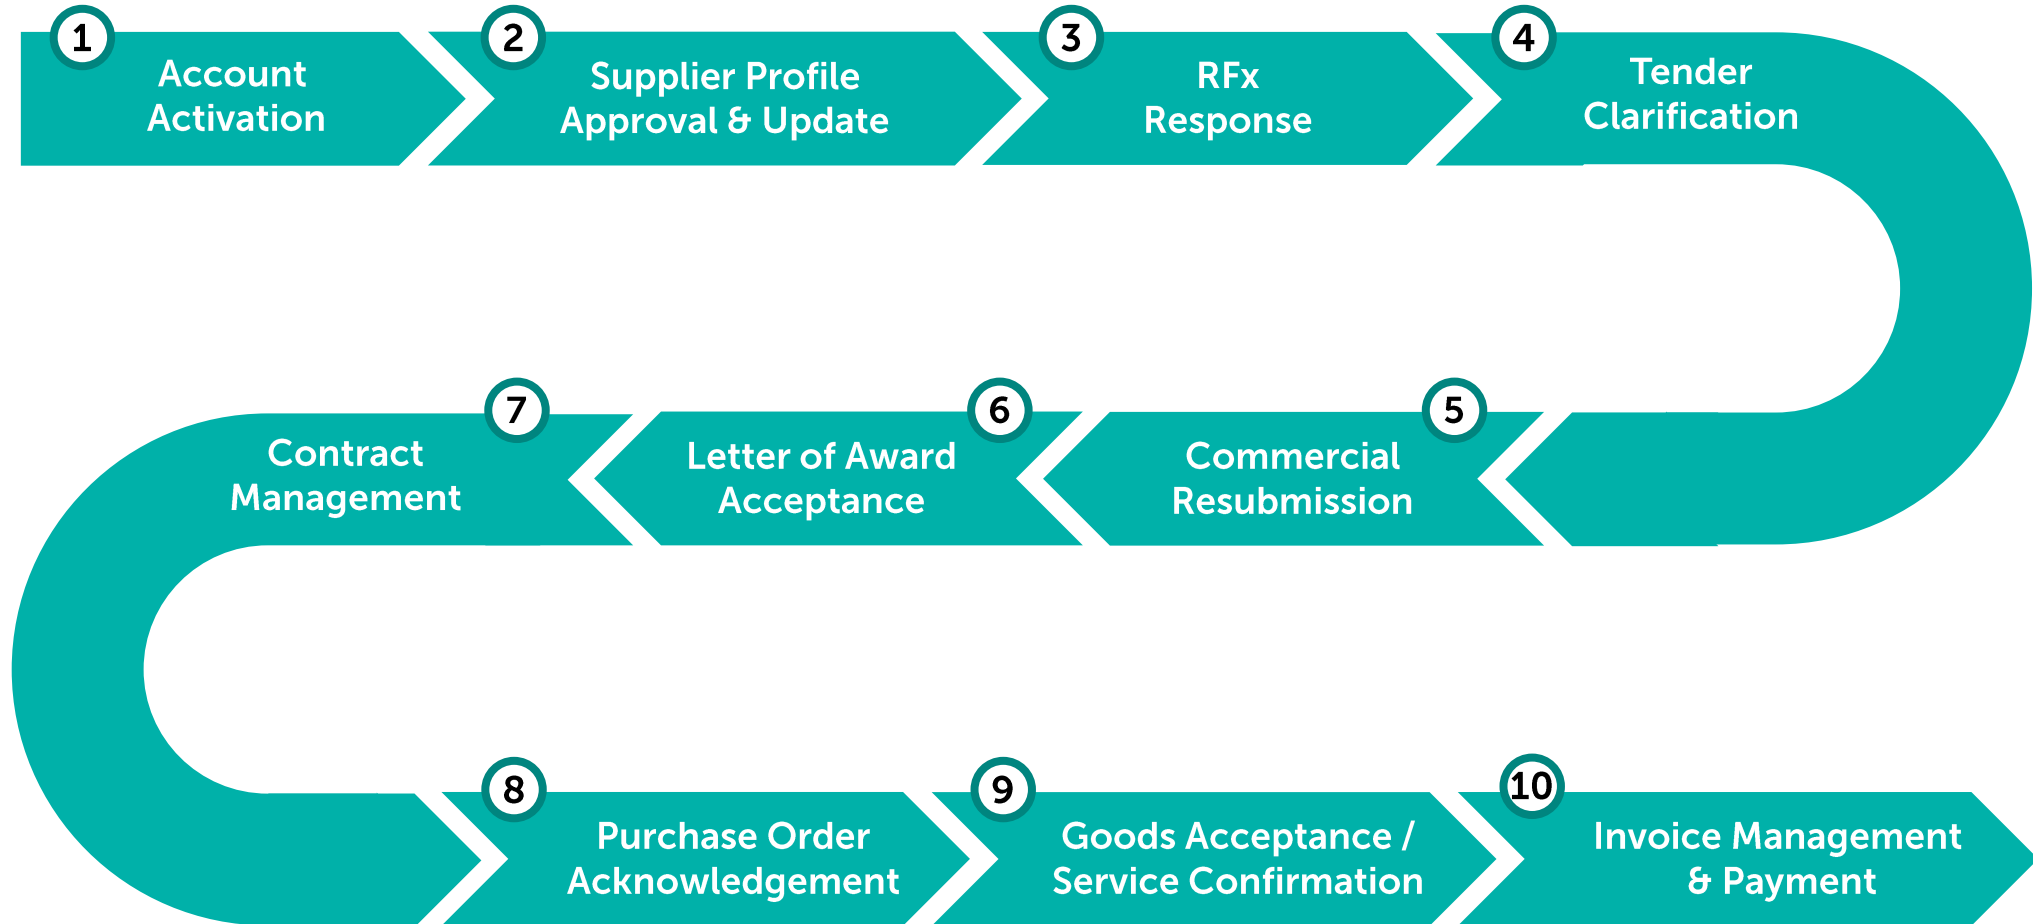 1
Account
Activation
2
Supplier Profile
Approval & Update
3
RFx
Response
4
Tender
Clarification
5
Commercial
Resubmission
6
Letter of Award
Acceptance
7
Contract
Management
8
Purchase Order
Acknowledgement
9
Goods Acceptance /
Service Confirmation
10
Invoice Management
& Payment